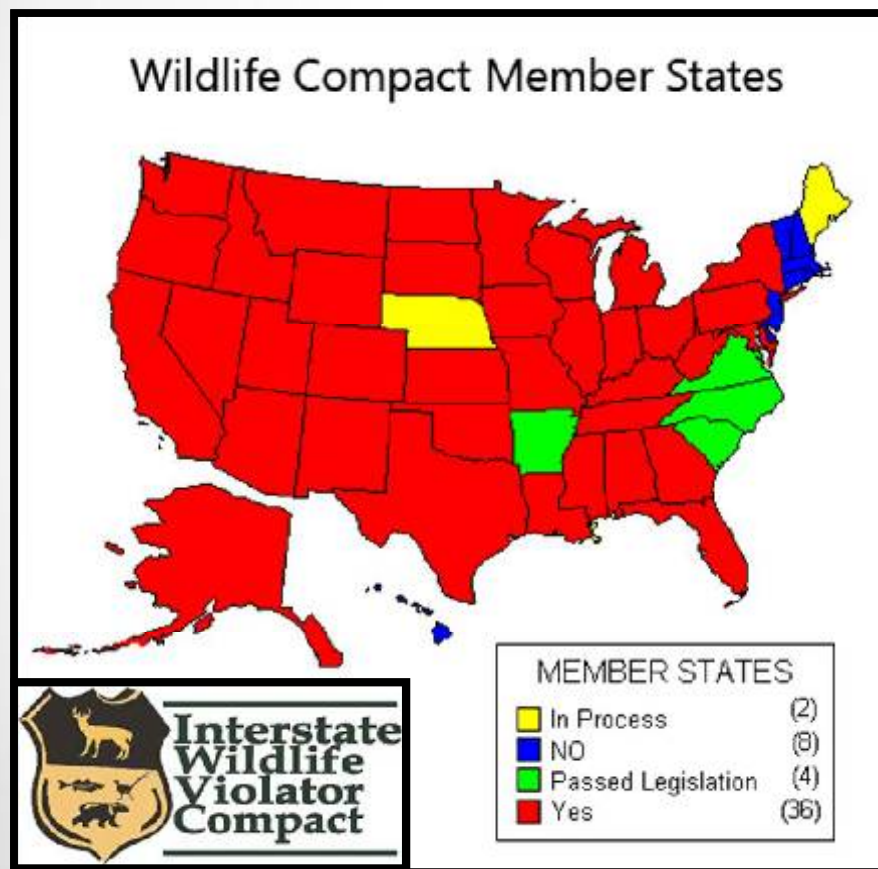 Wildlife Compact Member States
MEMBER STATES
In Process (2)
NO (8)
Passed Legislation (4)
Yes (36)
Interstate
Wildlife
Violator
Compact